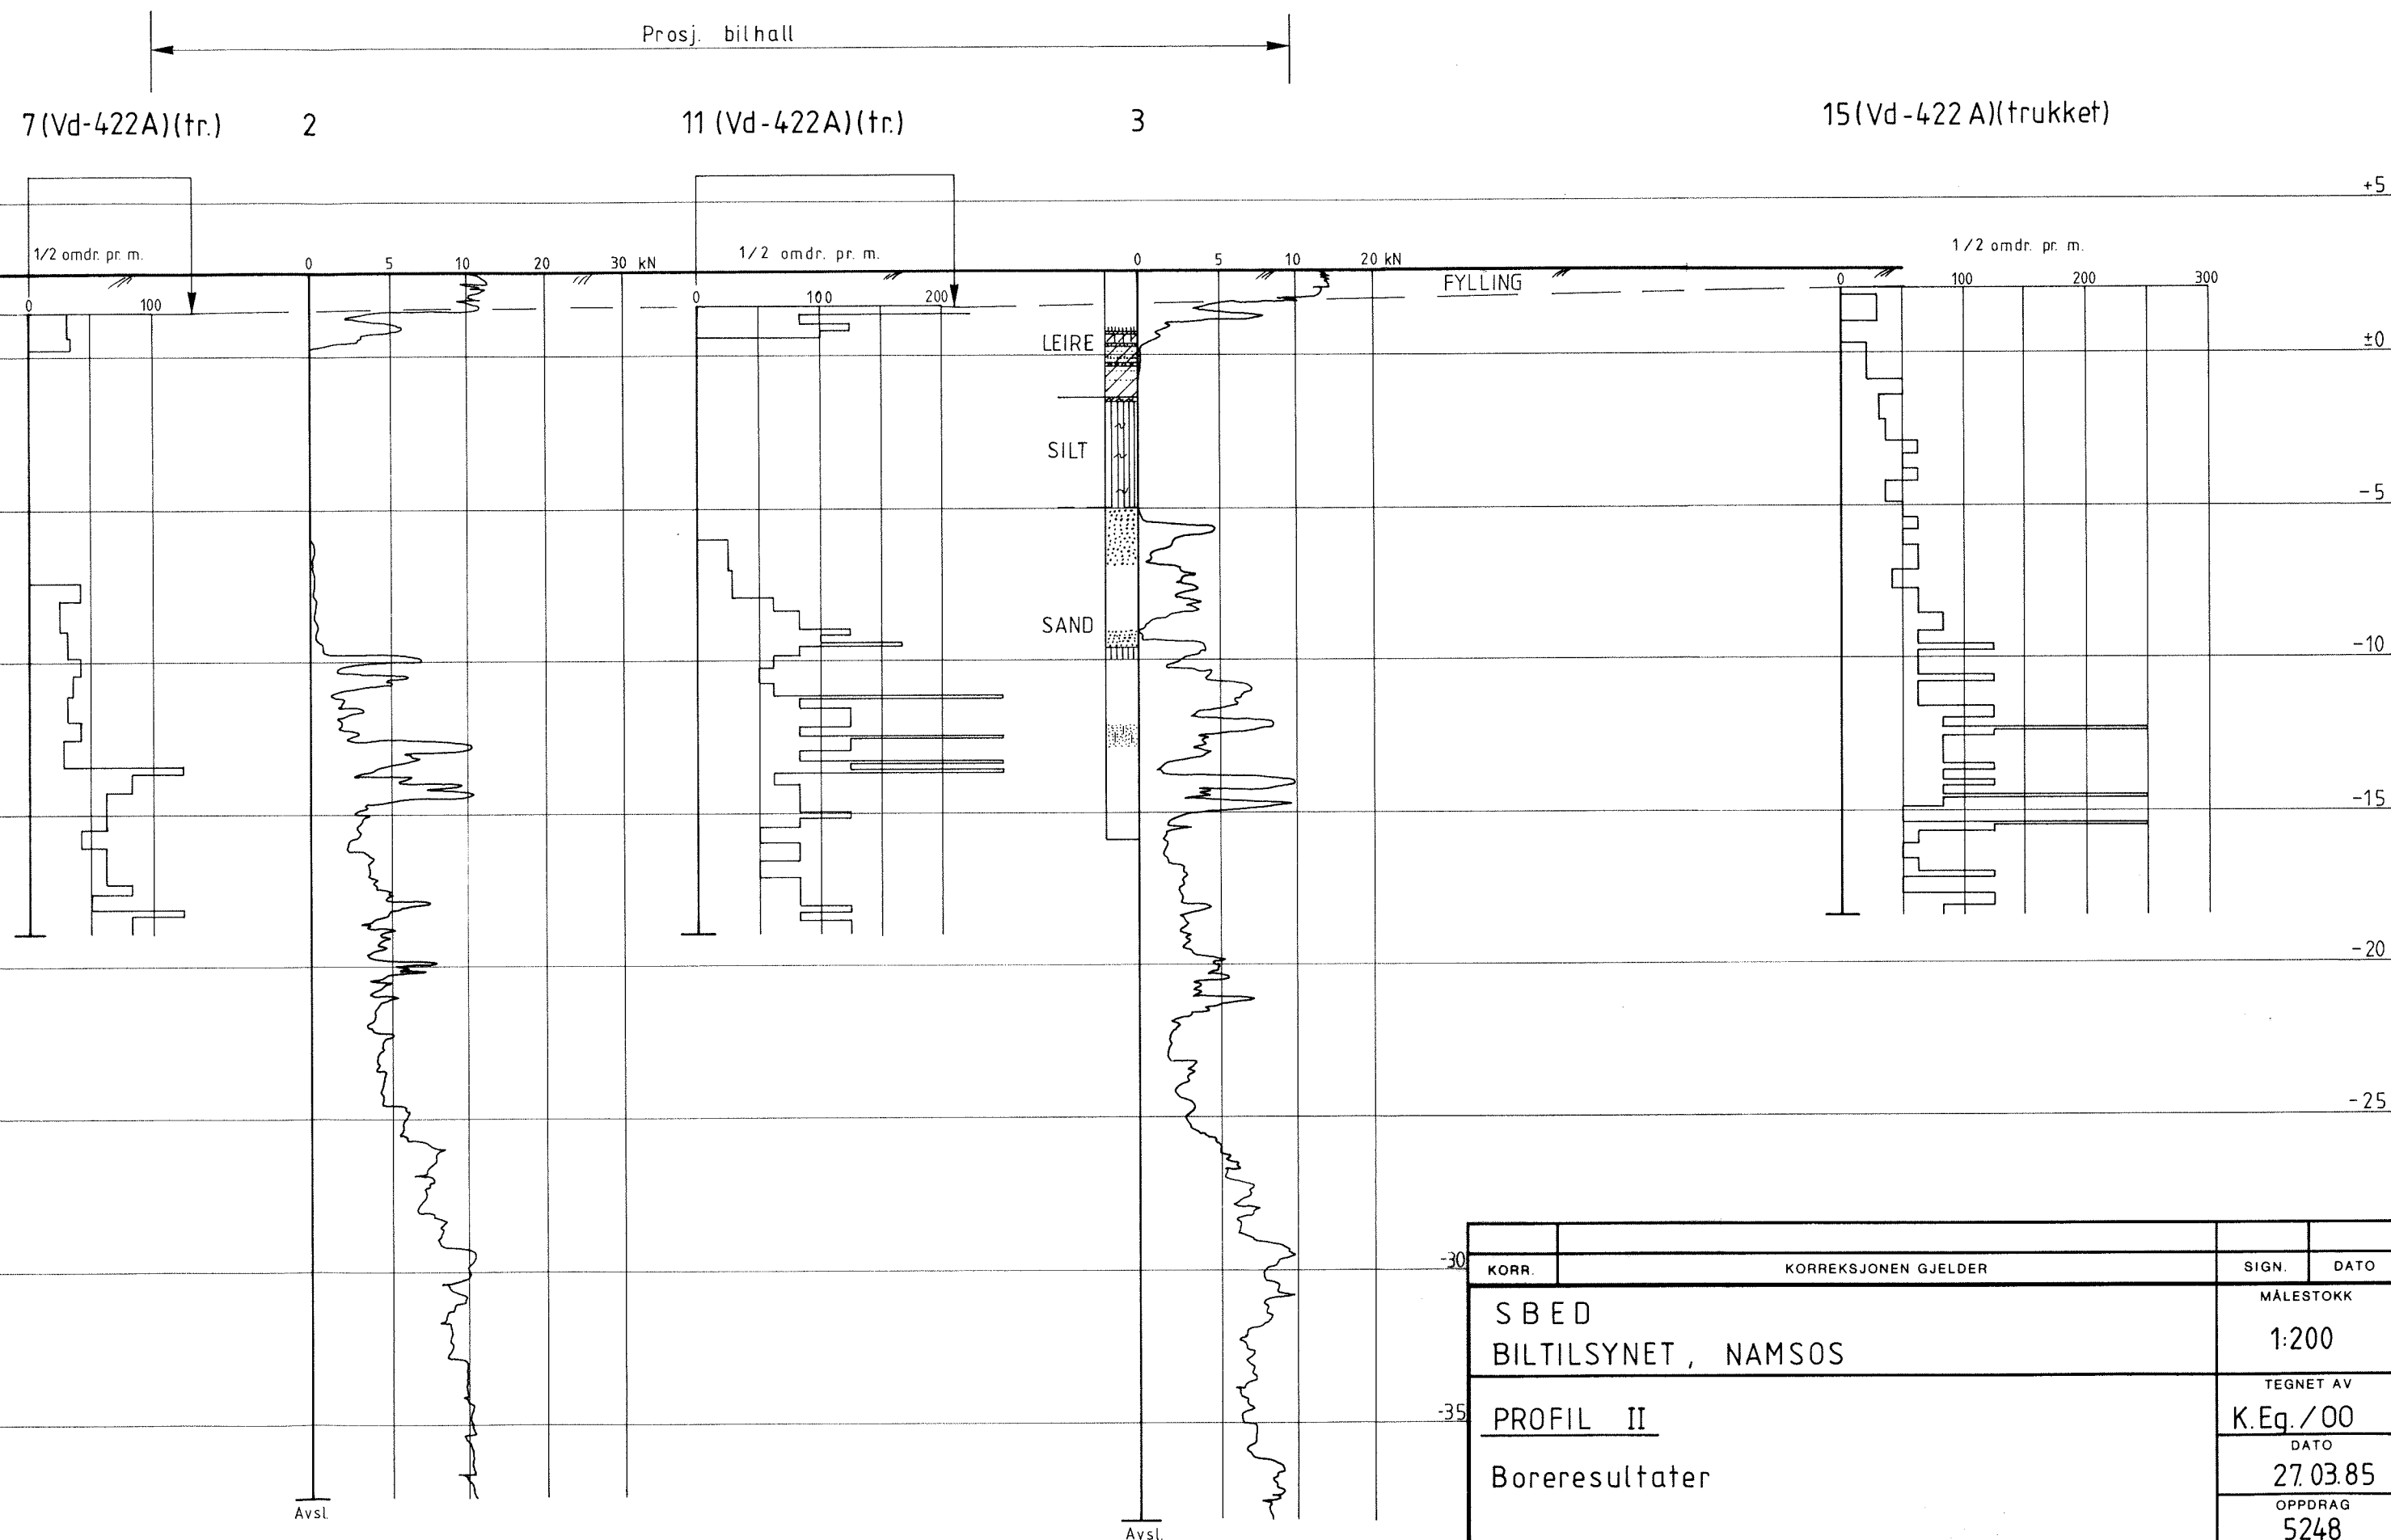 Prosj. bilhall
7 (Vd-422A)(tr.)
2
11 (Vd-422A)(tr.)
3
15 (Vd-422 A)(trukket)
+5
1/2 omdr. pr. m.
0 5 10 20 30 kN
1/2 omdr. pr. m.
0 5 10 20 kN
1/2 omdr. pr. m.
0 100
0 100 200
FYLLING
0 100 200 300
LEIRE
±0
SILT
-5
SAND
-10
-15
-20
-25
-30
KORR.
KORREKSJONEN GJELDER
SIGN.
DATO
SBED
BILTILSYNET, NAMSOS
MÅLESTOKK
1:200
-35
PROFIL II
Boreresultater
TEGNET AV
K.Eg./OO
DATO
27.03.85
OPPDRAG
5248
Avsl.
Avsl.